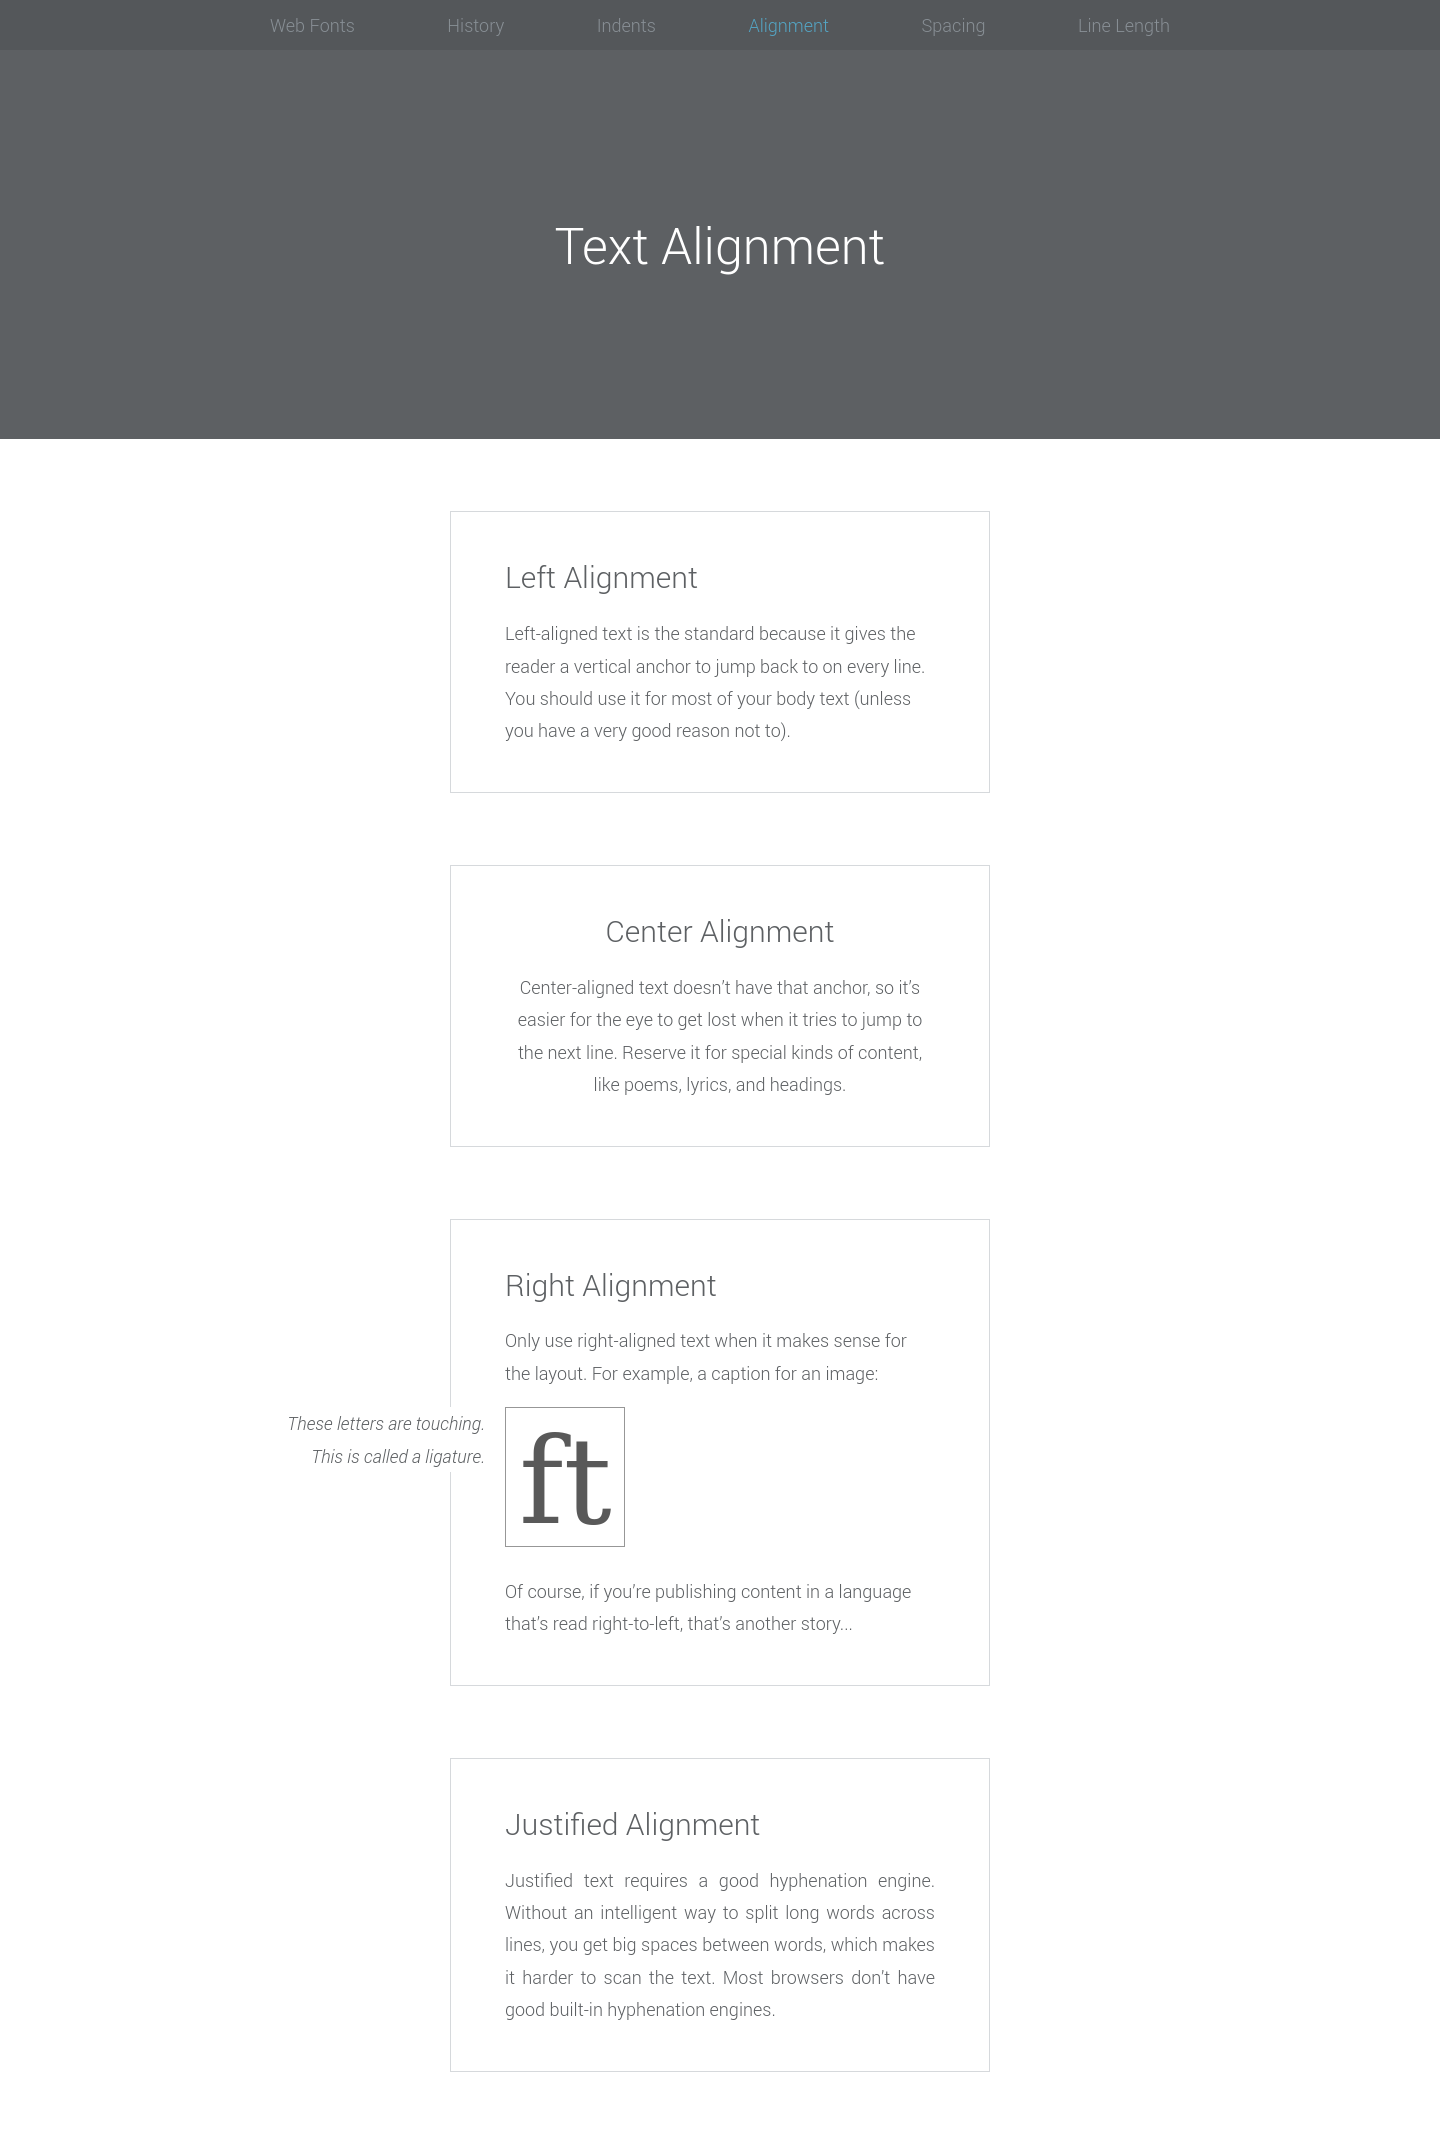 Web Fonts History Indents Alignment Spacing Line Length
Text Alignment
Left Alignment
Left-aligned text is the standard because it gives the
reader a vertical anchor to jump back to on every line.
You should use it for most of your body text (unless
you have a very good reason not to).
Center Alignment
Center-aligned text doesn’t have that anchor, so it’s
easier for the eye to get lost when it tries to jump to
the next line. Reserve it for special kinds of content,
like poems, lyrics, and headings.
Right Alignment
Only use right-aligned text when it makes sense for
the layout. For example, a caption for an image:
These letters are touching.
This is called a ligature.
ft
Of course, if you’re publishing content in a language
that’s read right-to-left, that’s another story...
Justified Alignment
Justified text requires a good hyphenation engine.
Without an intelligent way to split long words across
lines, you get big spaces between words, which makes
it harder to scan the text. Most browsers don’t have
good built-in hyphenation engines.